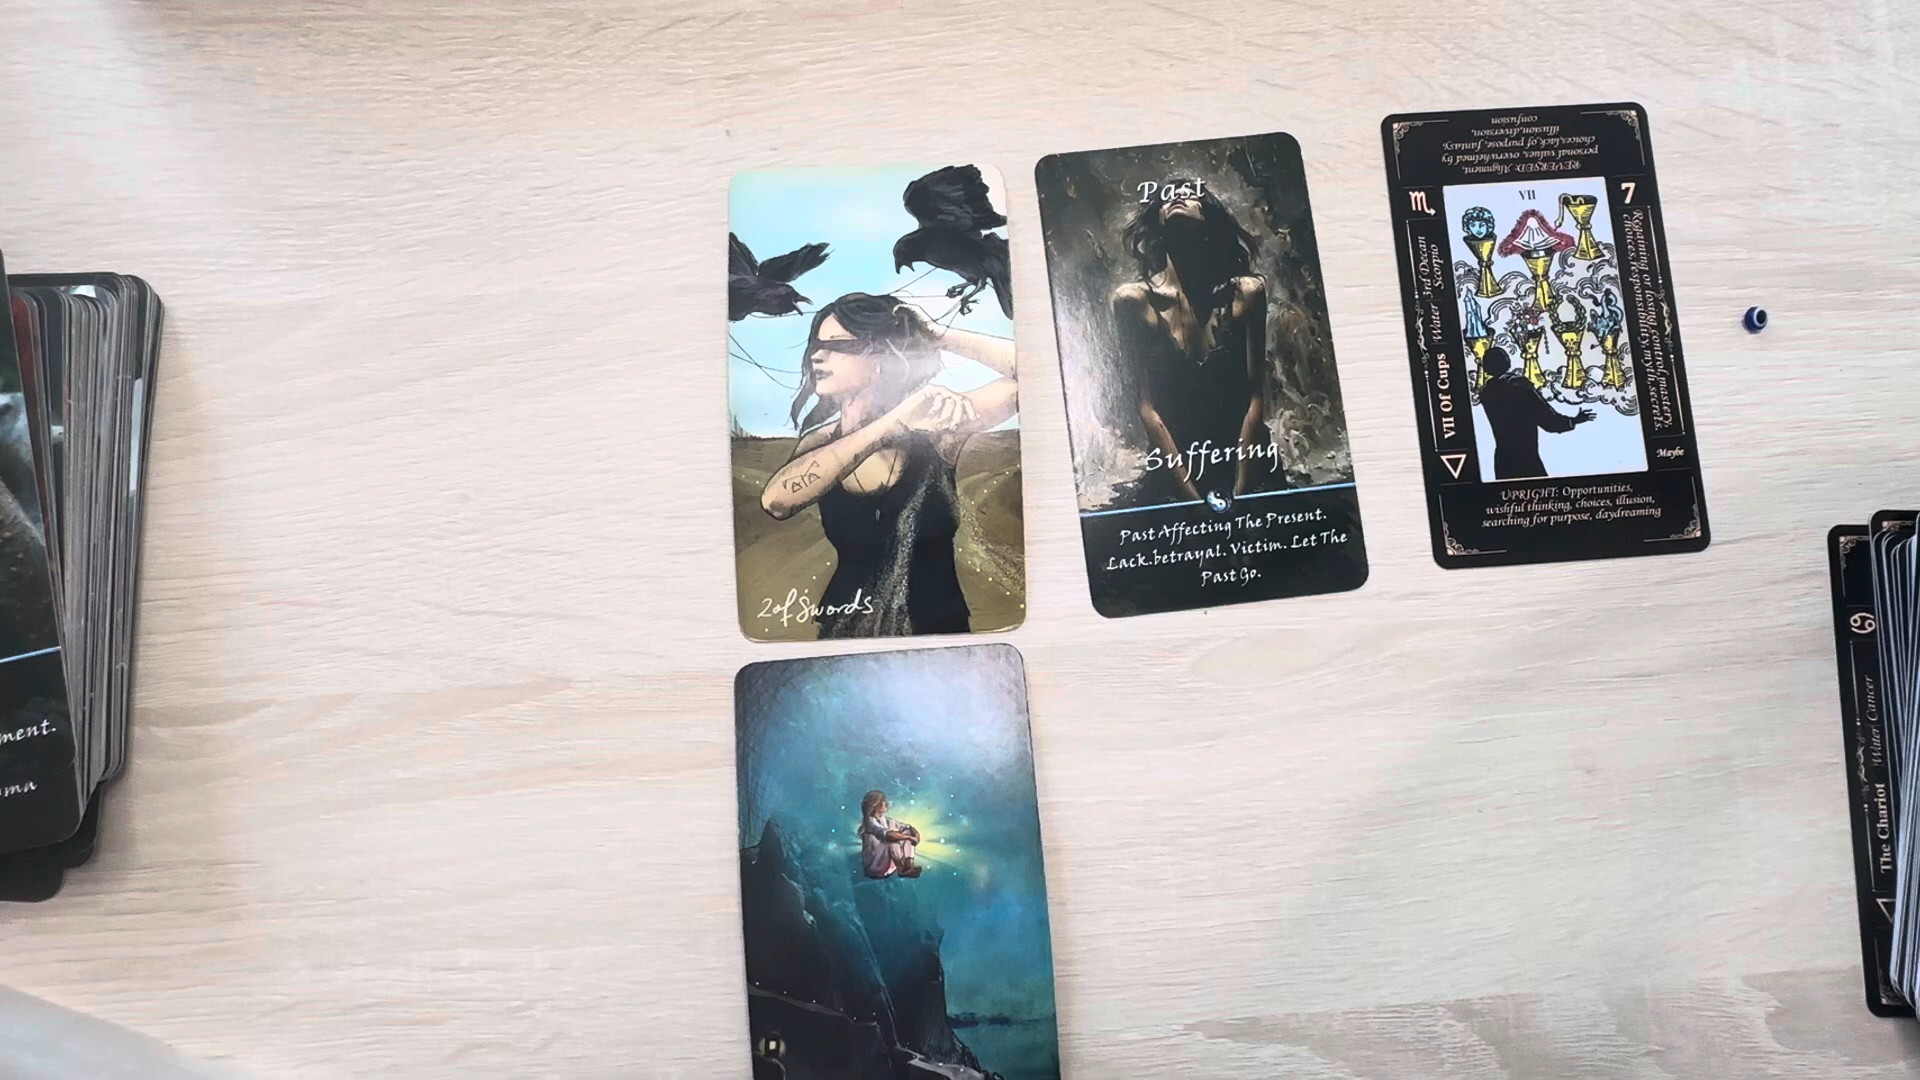 2 of Swords
Past
Suffering
Past Affecting The Present.
Lack.betrayal. Victim. Let The
Past Go.
REVERSED: Alignment,
personal values, overwhelmed by
choices,lack of purpose, fantasy,
illusion,diversion,
confusion
VII
7
VII Of Cups
Water
3rd Decan
Scorpio
Regaining or losing control,mastery,
choices,responsibility,myth,secrets.
Maybe
UPRIGHT: Opportunities,
wishful thinking, choices, illusion,
searching for purpose, daydreaming
ment.
ma
The Chariot
Water
Cancer